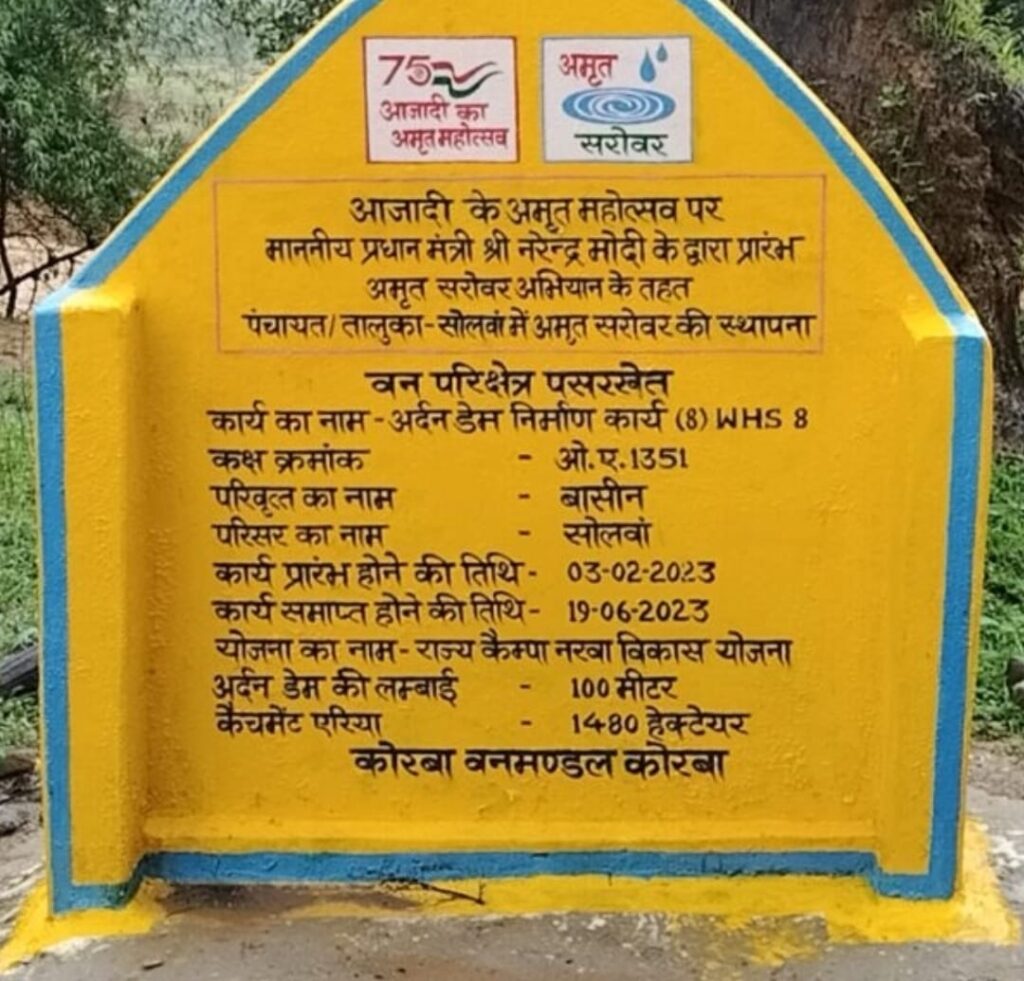 75
आजादी का
अमृत महोत्सव
अमृत
सरोवर
आजादी के अमृत महोत्सव पर
माननीय प्रधान मंत्री श्री नरेन्द्र मोदी के द्वारा प्रारंभ
अमृत सरोवर अभियान के तहत
पंचायत/तालुका-सोलवां में अमृत सरोवर की स्थापना
वन परिक्षेत्र पसरखेत
कार्य का नाम - अर्दन डेम निर्माण कार्य (8) WHS 8
कक्ष क्रमांक - ओ.ए.1351
परिवृत्त का नाम - बासीन
परिसर का नाम - सोलवां
कार्य प्रारंभ होने की तिथि - 03-02-2023
कार्य समाप्त होने की तिथि - 19-06-2023
योजना का नाम - राज्य कैम्पा नरवा विकास योजना
अर्दन डेम की लम्बाई - 100 मीटर
कैचमेंट एरिया - 1480 हेक्टेयर
कोरबा वनमण्डल कोरबा